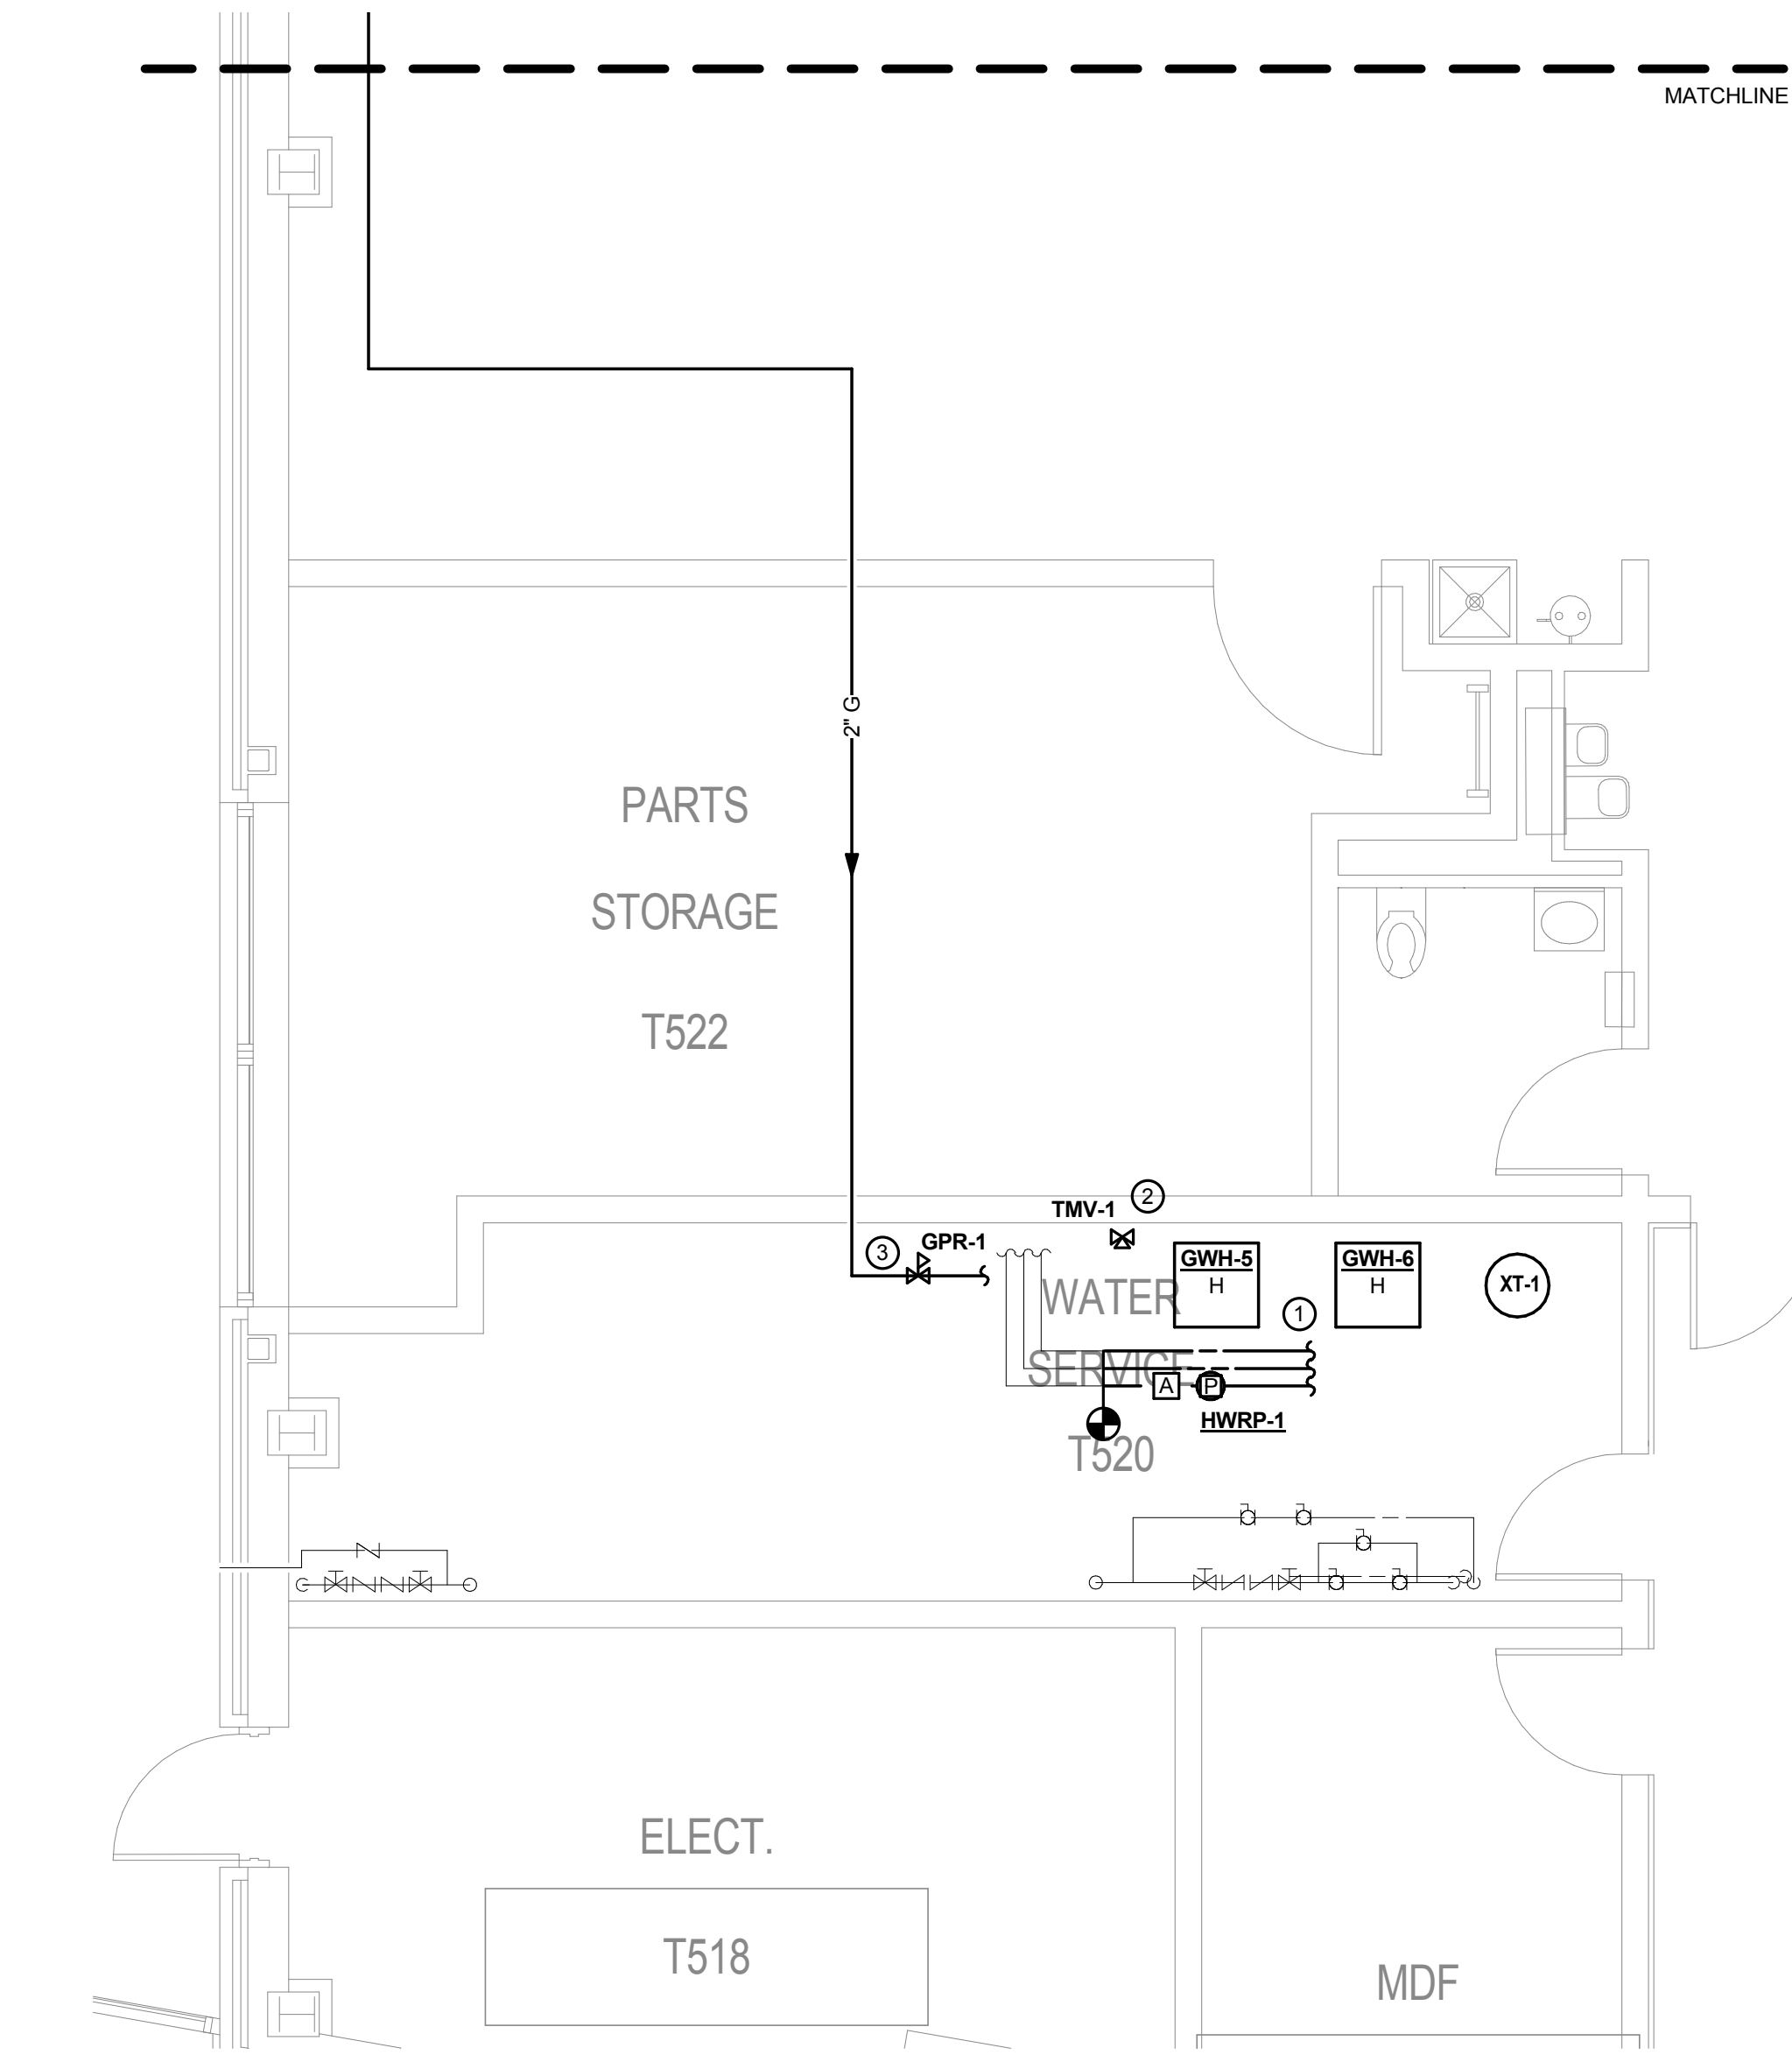 MATCHLINE
2" G
PARTS
STORAGE
T522
2
TMV-1
3
GPR-1
GWH-5
H
GWH-6
H
XT-1
WATER
1
SERVICE
A
P
HWRP-1
T520
ELECT.
T518
MDF